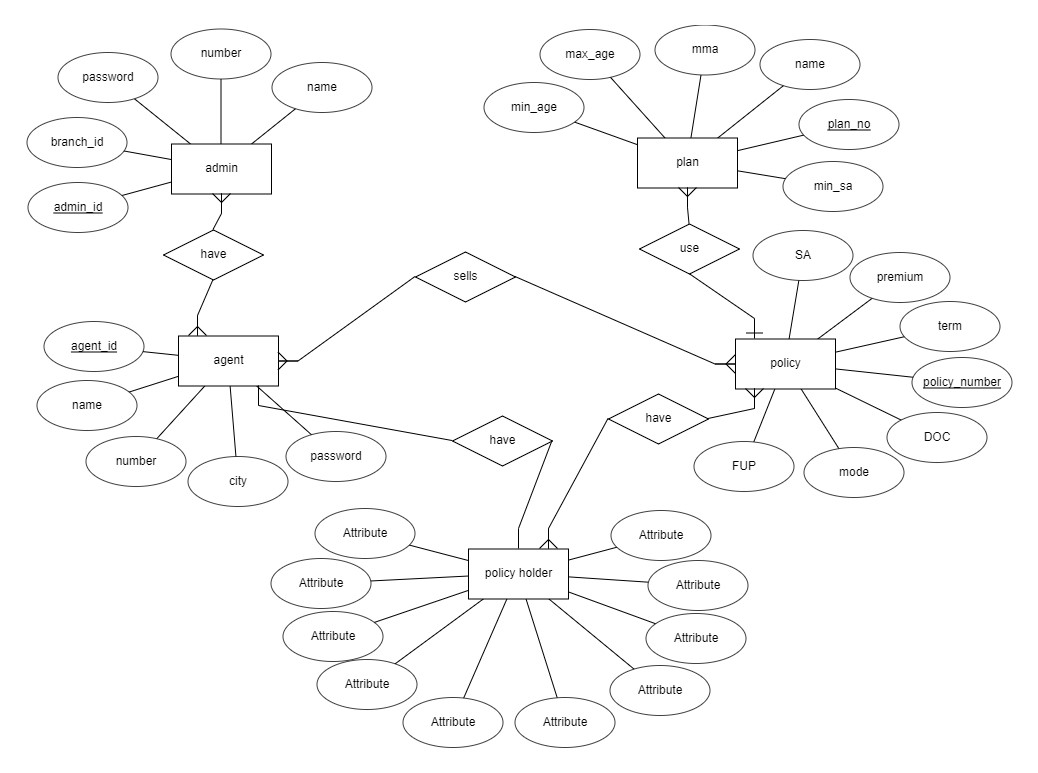 number
password
name
branch_id
admin
admin_id
have
max_age
mma
name
min_age
plan_no
plan
min_sa
use
sells
SA
premium
term
policy_number
policy
DOC
mode
FUP
have
agent_id
agent
name
number
city
password
have
Attribute
Attribute
policy holder
Attribute
Attribute
Attribute
Attribute
Attribute
Attribute
Attribute
Attribute